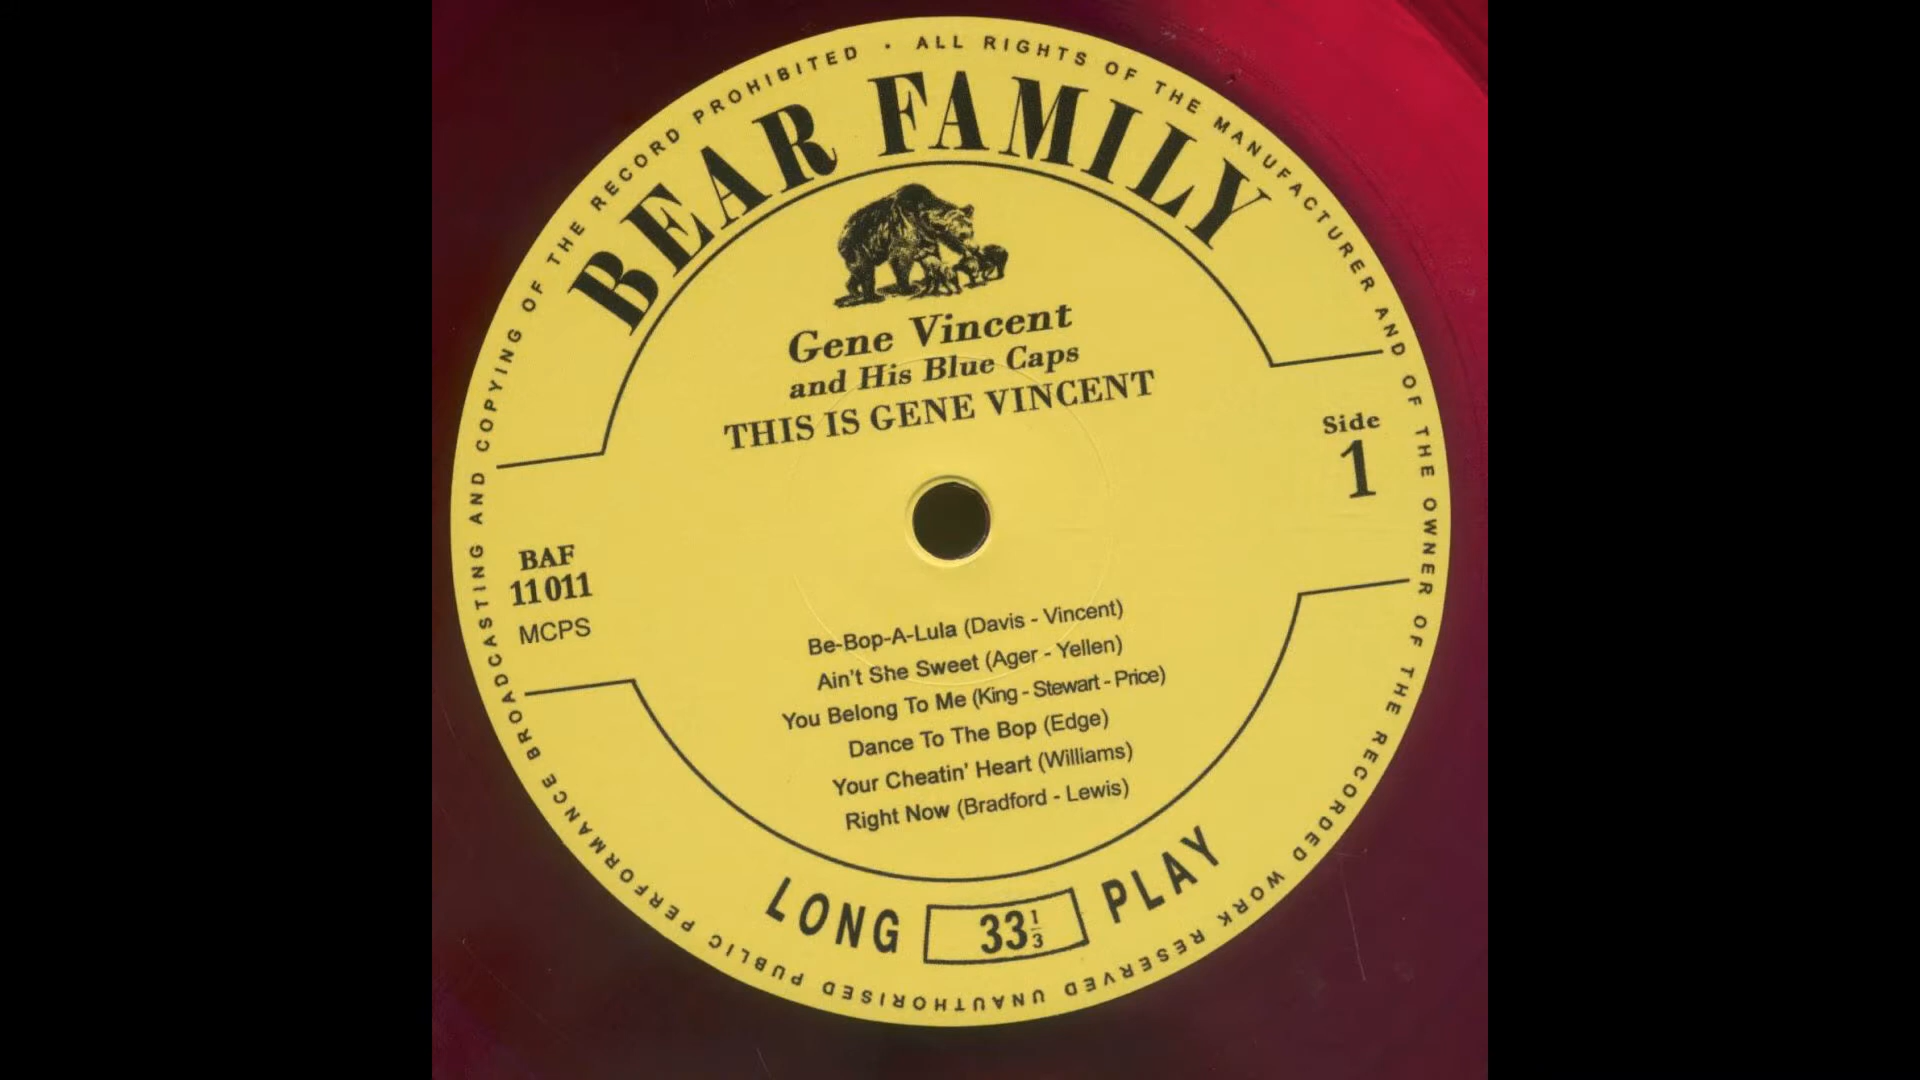 ALL RIGHTS OF THE MANUFACTURER AND OF THE OWNER OF THE RECORDED WORK RESERVED UNAUTHORISED PUBLIC PERFORMANCE BROADCASTING AND COPYING OF THE RECORD PROHIBITED ·
BEAR FAMILY
Gene Vincent
and His Blue Caps
THIS IS GENE VINCENT
Side
1
BAF
11011
MCPS
Be-Bop-A-Lula (Davis - Vincent)
Ain't She Sweet (Ager - Yellen)
You Belong To Me (King - Stewart - Price)
Dance To The Bop (Edge)
Your Cheatin' Heart (Williams)
Right Now (Bradford - Lewis)
LONG 33 1/3 PLAY